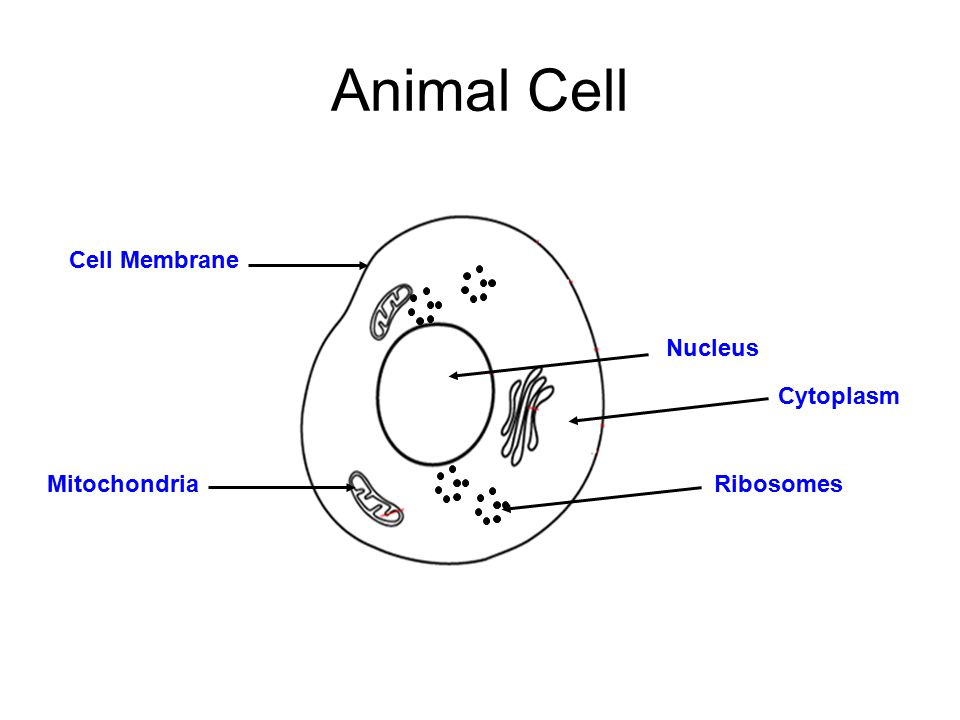 Animal Cell
Cell Membrane
Nucleus
Cytoplasm
Mitochondria
Ribosomes